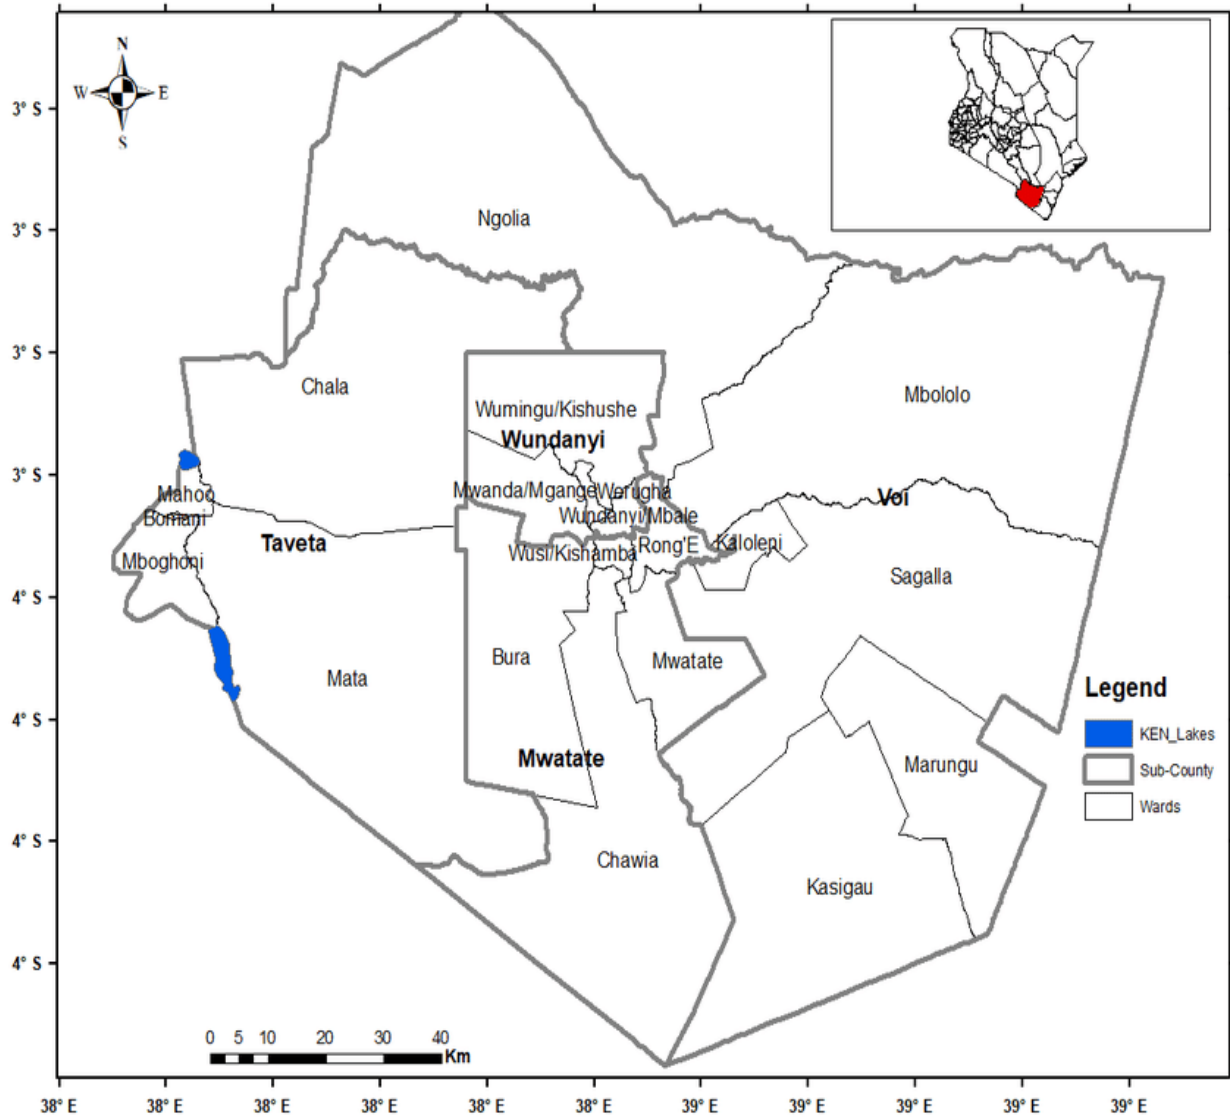 N
W E
S
3° S
3° S
3° S
3° S
4° S
4° S
4° S
4° S
Ngolia
Chala
Mbololo
Wumingu/Kishushe
Wundanyi
Mwanda/Mgange
Werugha
Mahoo
Voi
Bomani
Wundanyi/Mbale
Taveta
Wusi/Kishamba
Rong'E
Kaloleni
Mboghoni
Sagalla
Bura
Mwatate
Mata
Mwatate
Marungu
Chawia
Kasigau
Legend
KEN_Lakes
Sub-County
Wards
0 5 10 20 30 40
Km
38° E 38° E 38° E 38° E 38° E 38° E 39° E 39° E 39° E 39° E 39° E